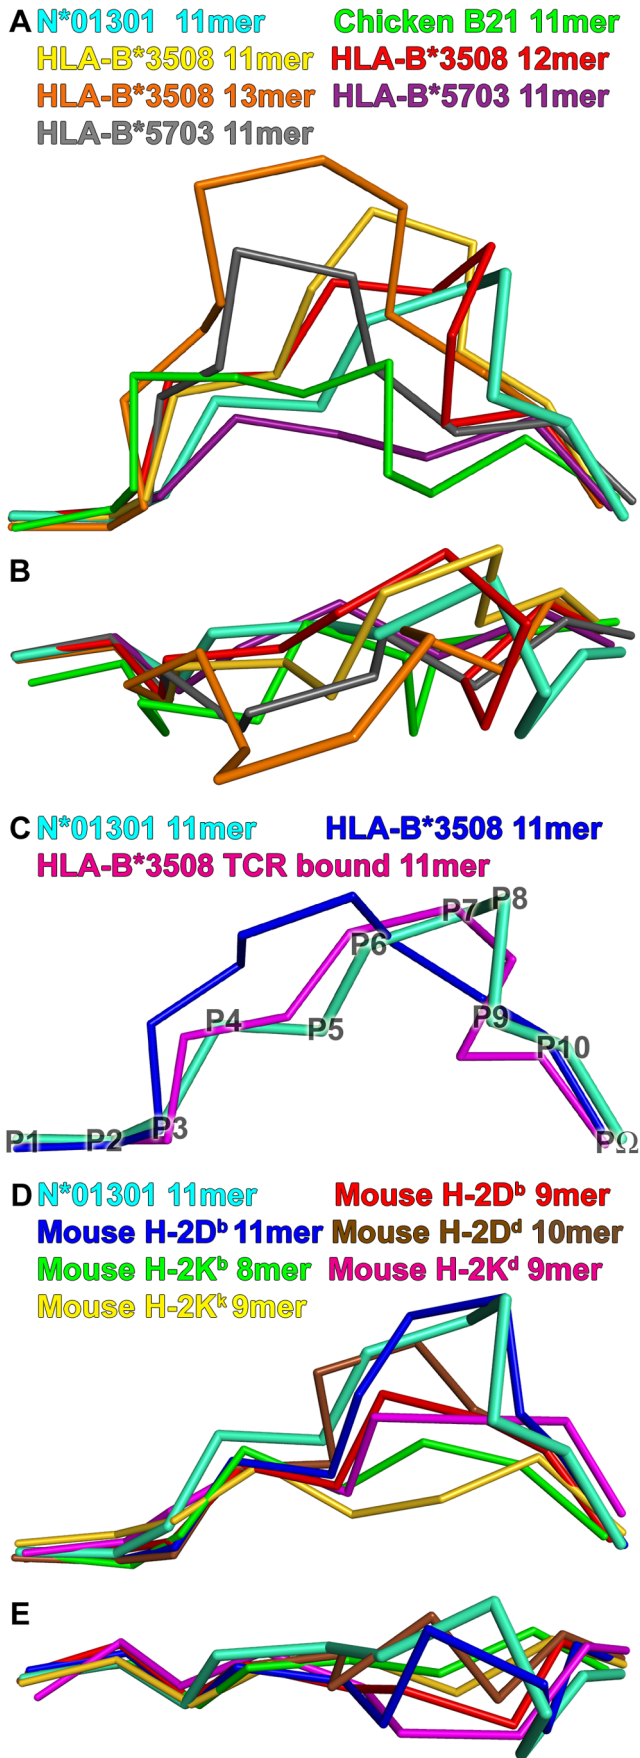 A N*01301 11mer Chicken B21 11mer
HLA-B*3508 11mer HLA-B*3508 12mer
HLA-B*3508 13mer HLA-B*5703 11mer
HLA-B*5703 11mer
B
C N*01301 11mer HLA-B*3508 11mer
HLA-B*3508 TCR bound 11mer
P8
P7
P6
P4 P5 P9
P10
P3
P1 P2 PΩ
D N*01301 11mer Mouse H-2Dᵇ 9mer
Mouse H-2Dᵇ 11mer Mouse H-2Dᵈ 10mer
Mouse H-2Kᵇ 8mer Mouse H-2Kᵈ 9mer
Mouse H-2Kᵏ 9mer
E